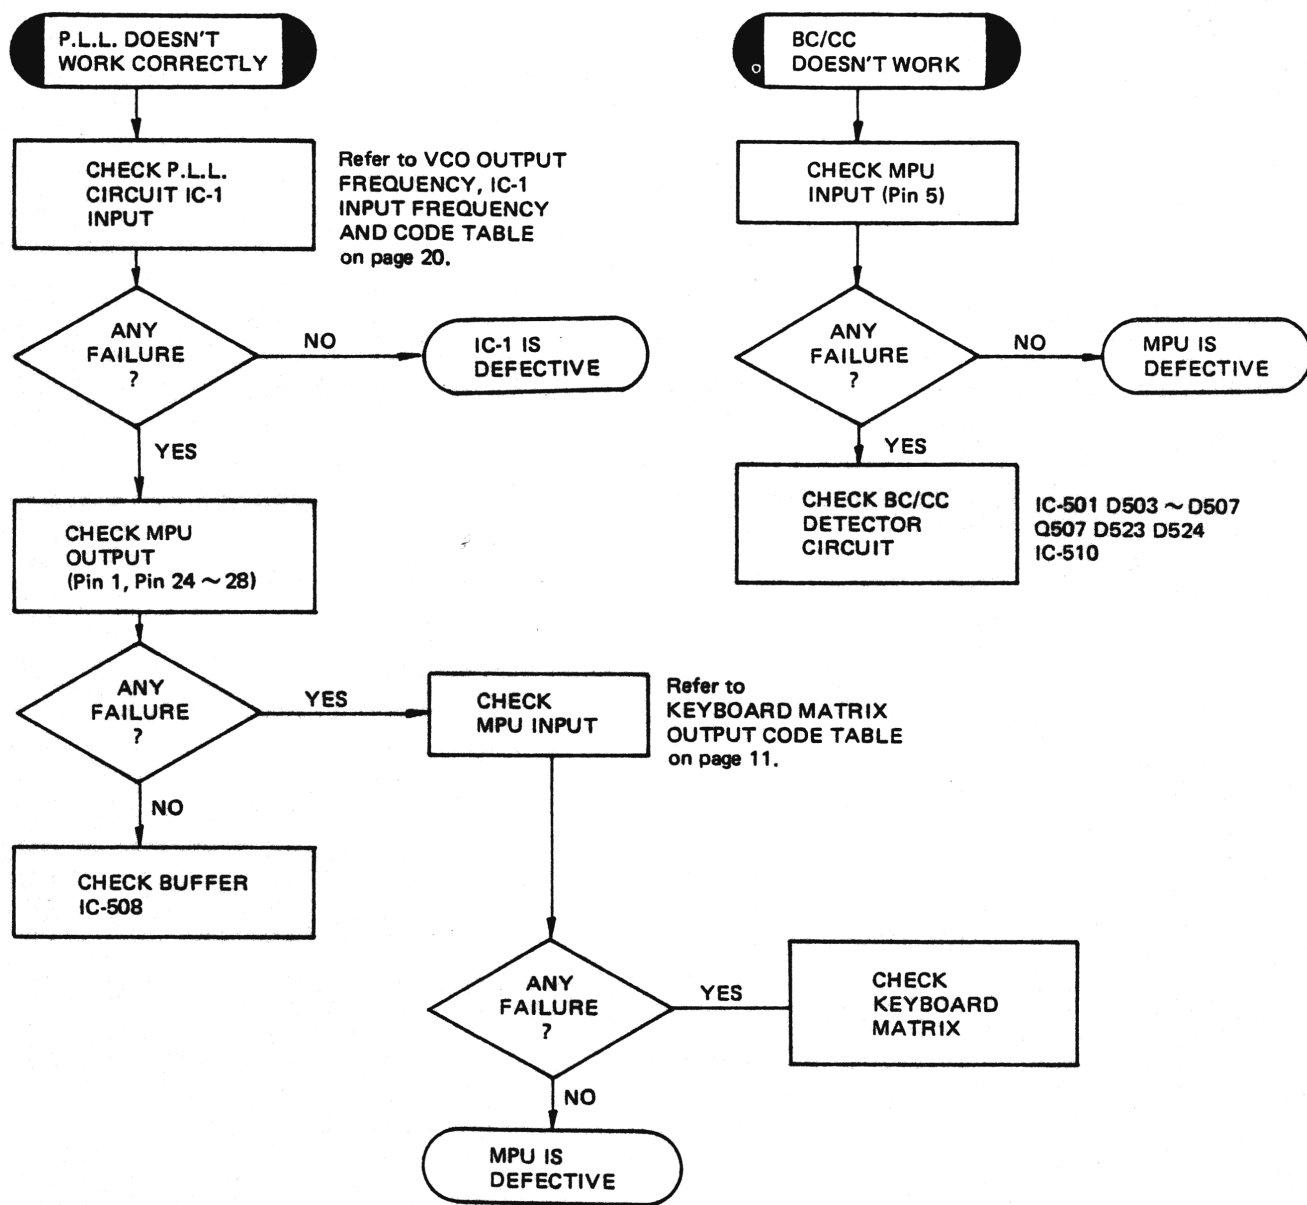 P.L.L. DOESN'T
WORK CORRECTLY
CHECK P.L.L.
CIRCUIT IC-1
INPUT
Refer to VCO OUTPUT
FREQUENCY, IC-1
INPUT FREQUENCY
AND CODE TABLE
on page 20.
ANY
FAILURE
?
NO
IC-1 IS
DEFECTIVE
YES
CHECK MPU
OUTPUT
(Pin 1, Pin 24 ~ 28)
ANY
FAILURE
?
YES
CHECK
MPU INPUT
Refer to
KEYBOARD MATRIX
OUTPUT CODE TABLE
on page 11.
NO
CHECK BUFFER
IC-508
ANY
FAILURE
?
YES
CHECK
KEYBOARD
MATRIX
NO
MPU IS
DEFECTIVE
BC/CC
DOESN'T WORK
CHECK MPU
INPUT (Pin 5)
ANY
FAILURE
?
NO
MPU IS
DEFECTIVE
YES
CHECK BC/CC
DETECTOR
CIRCUIT
IC-501 D503 ~ D507
Q507 D523 D524
IC-510